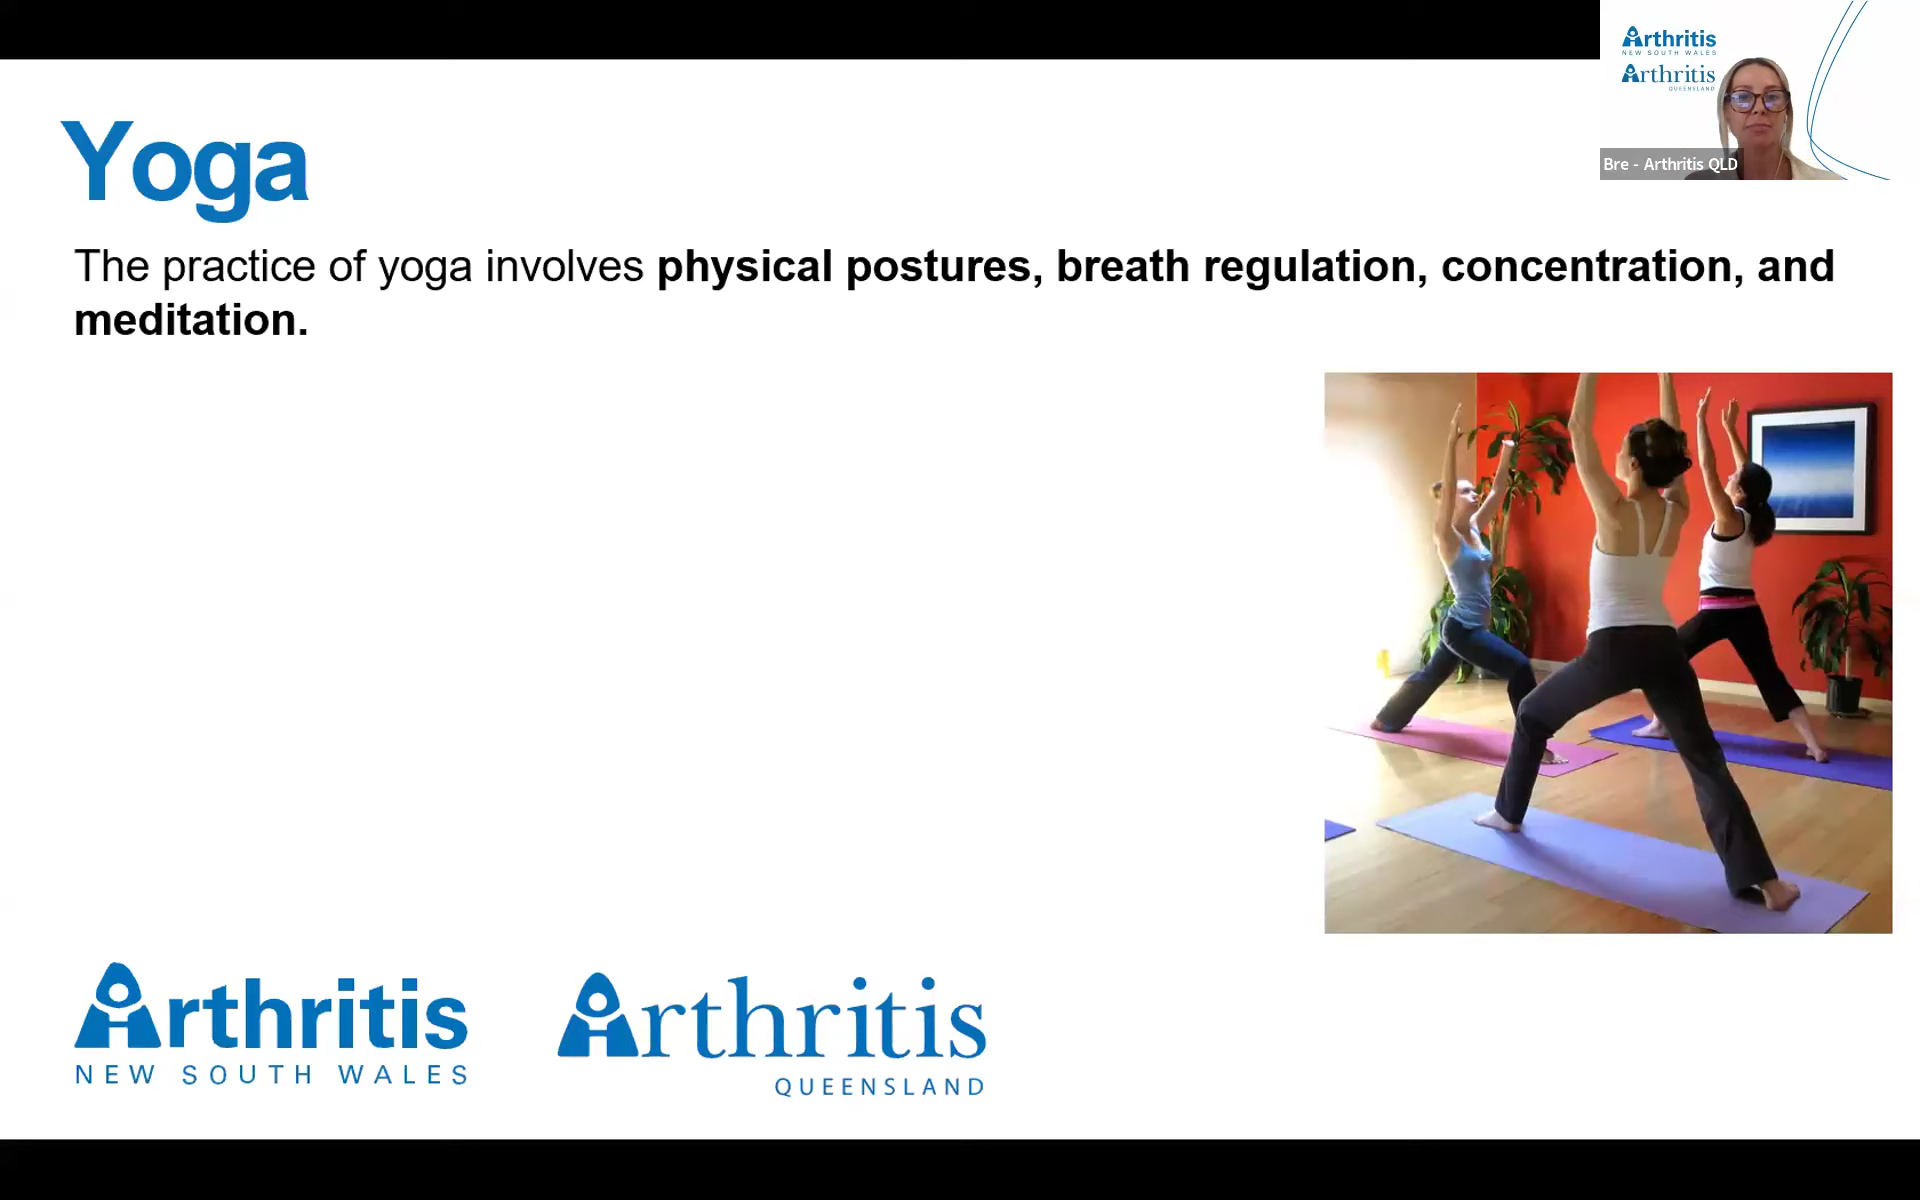 Arthritis
NEW SOUTH WALES
Arthritis
QUEENSLAND
Bre - Arthritis QLD
Yoga
The practice of yoga involves physical postures, breath regulation, concentration, and
meditation.
Arthritis
NEW SOUTH WALES
Arthritis
QUEENSLAND